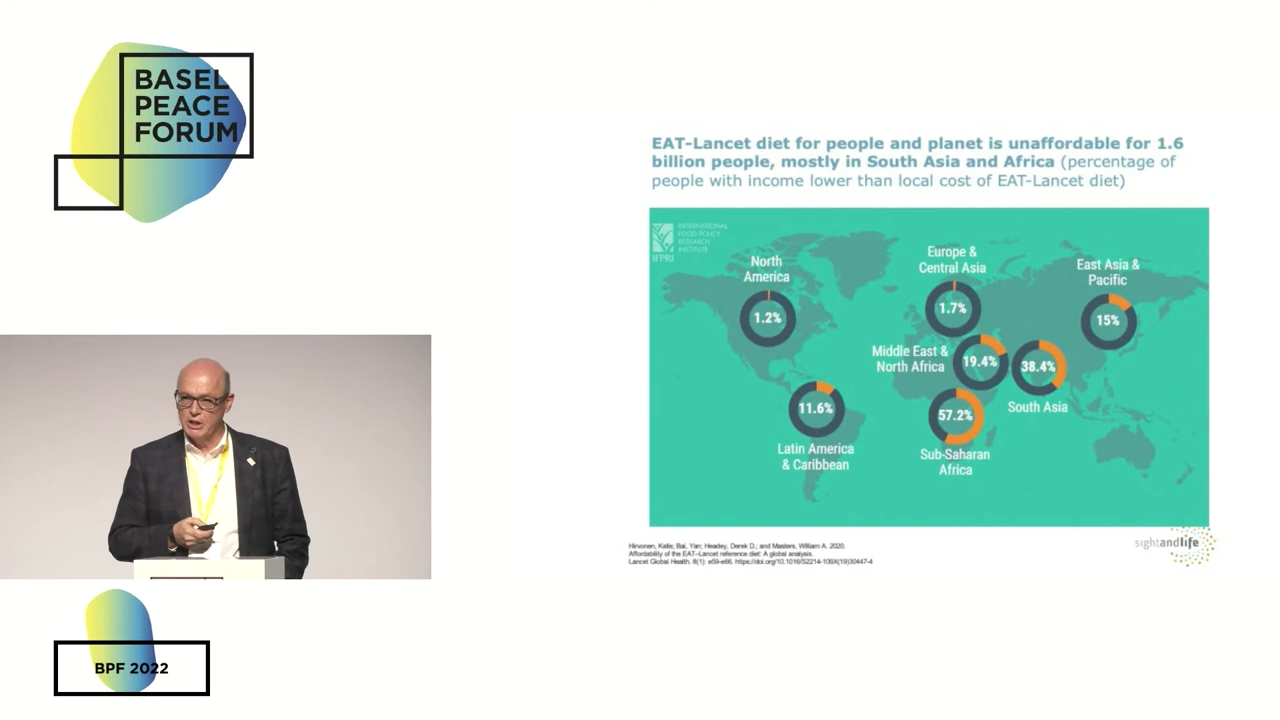 BASEL
PEACE
FORUM
EAT-Lancet diet for people and planet is unaffordable for 1.6
billion people, mostly in South Asia and Africa (percentage of
people with income lower than local cost of EAT-Lancet diet)
INTERNATIONAL
FOOD POLICY
RESEARCH
INSTITUTE
IFPRI
North
America
1.2%
Europe &
Central Asia
1.7%
East Asia &
Pacific
15%
Middle East &
North Africa
19.4%
38.4%
South Asia
11.6%
Latin America
& Caribbean
57.2%
Sub-Saharan
Africa
Hirvonen, Kalle; Bai, Yan; Headey, Derek D.; and Masters, William A. 2020.
Affordability of the EAT–Lancet reference diet: A global analysis.
Lancet Global Health. 8(1): e59-e66. https://doi.org/10.1016/S2214-109X(19)30447-4
sightandlife
BPF 2022